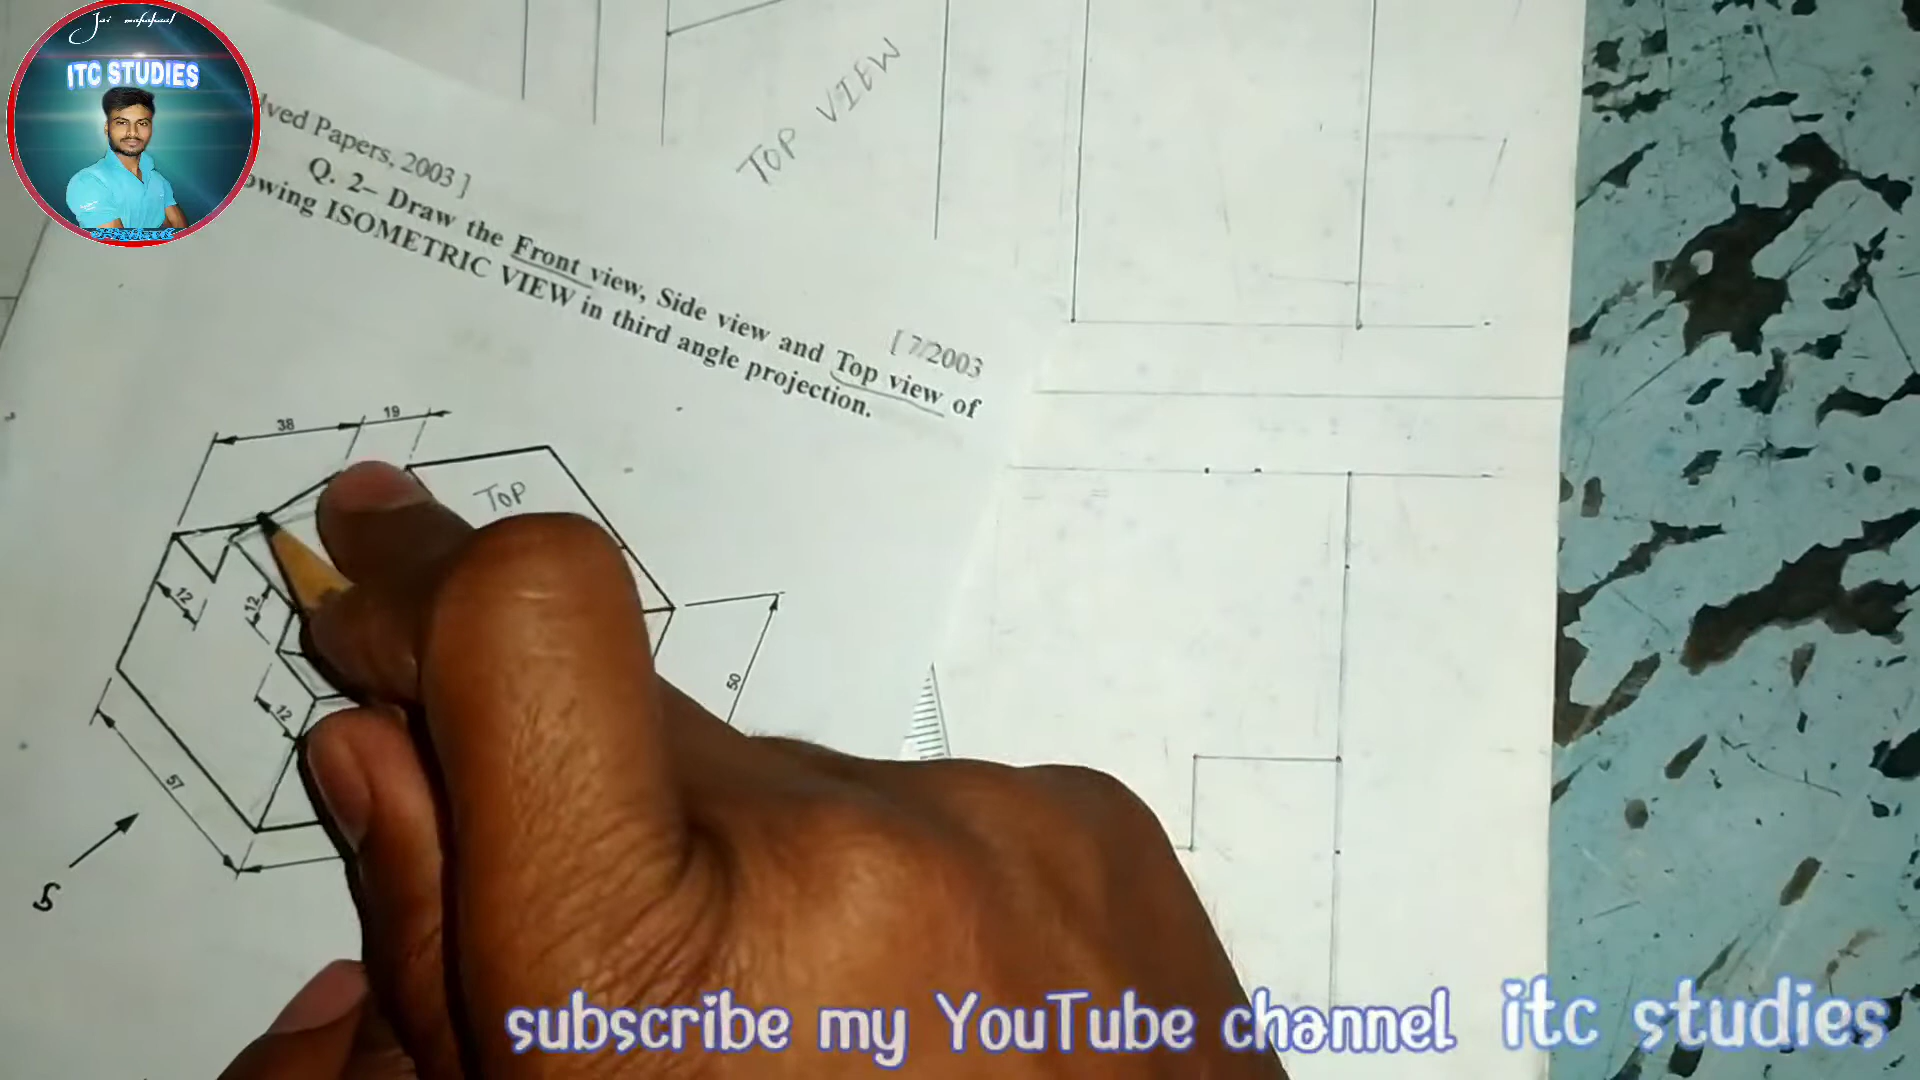 Jai mahakaal
ITC STUDIES
TOP VIEW
lved Papers, 2003 ]
[ 7/2003
Q. 2– Draw the Front view, Side view and Top view of
owing ISOMETRIC VIEW in third angle projection.
38
19
TOP
12
12
12
50
57
S
subscribe my YouTube channel itc studies